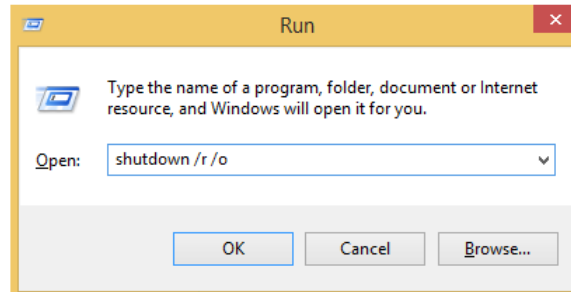 Run
Type the name of a program, folder, document or Internet
resource, and Windows will open it for you.
Open: shutdown /r /o
OK Cancel Browse...